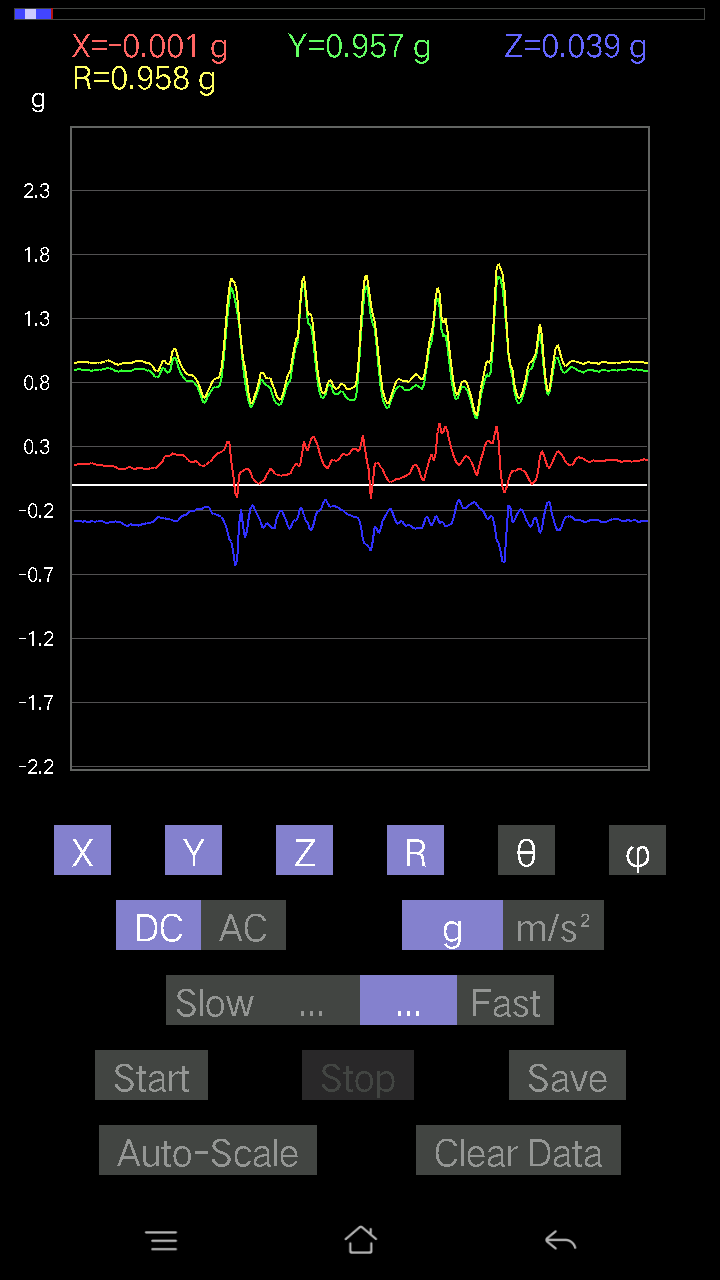 X=-0.001 g Y=0.957 g Z=0.039 g
R=0.958 g
g
2.3
1.8
1.3
0.8
0.3
-0.2
-0.7
-1.2
-1.7
-2.2
X Y Z R θ φ
DC AC g m/s²
Slow ... ... Fast
Start Stop Save
Auto-Scale Clear Data